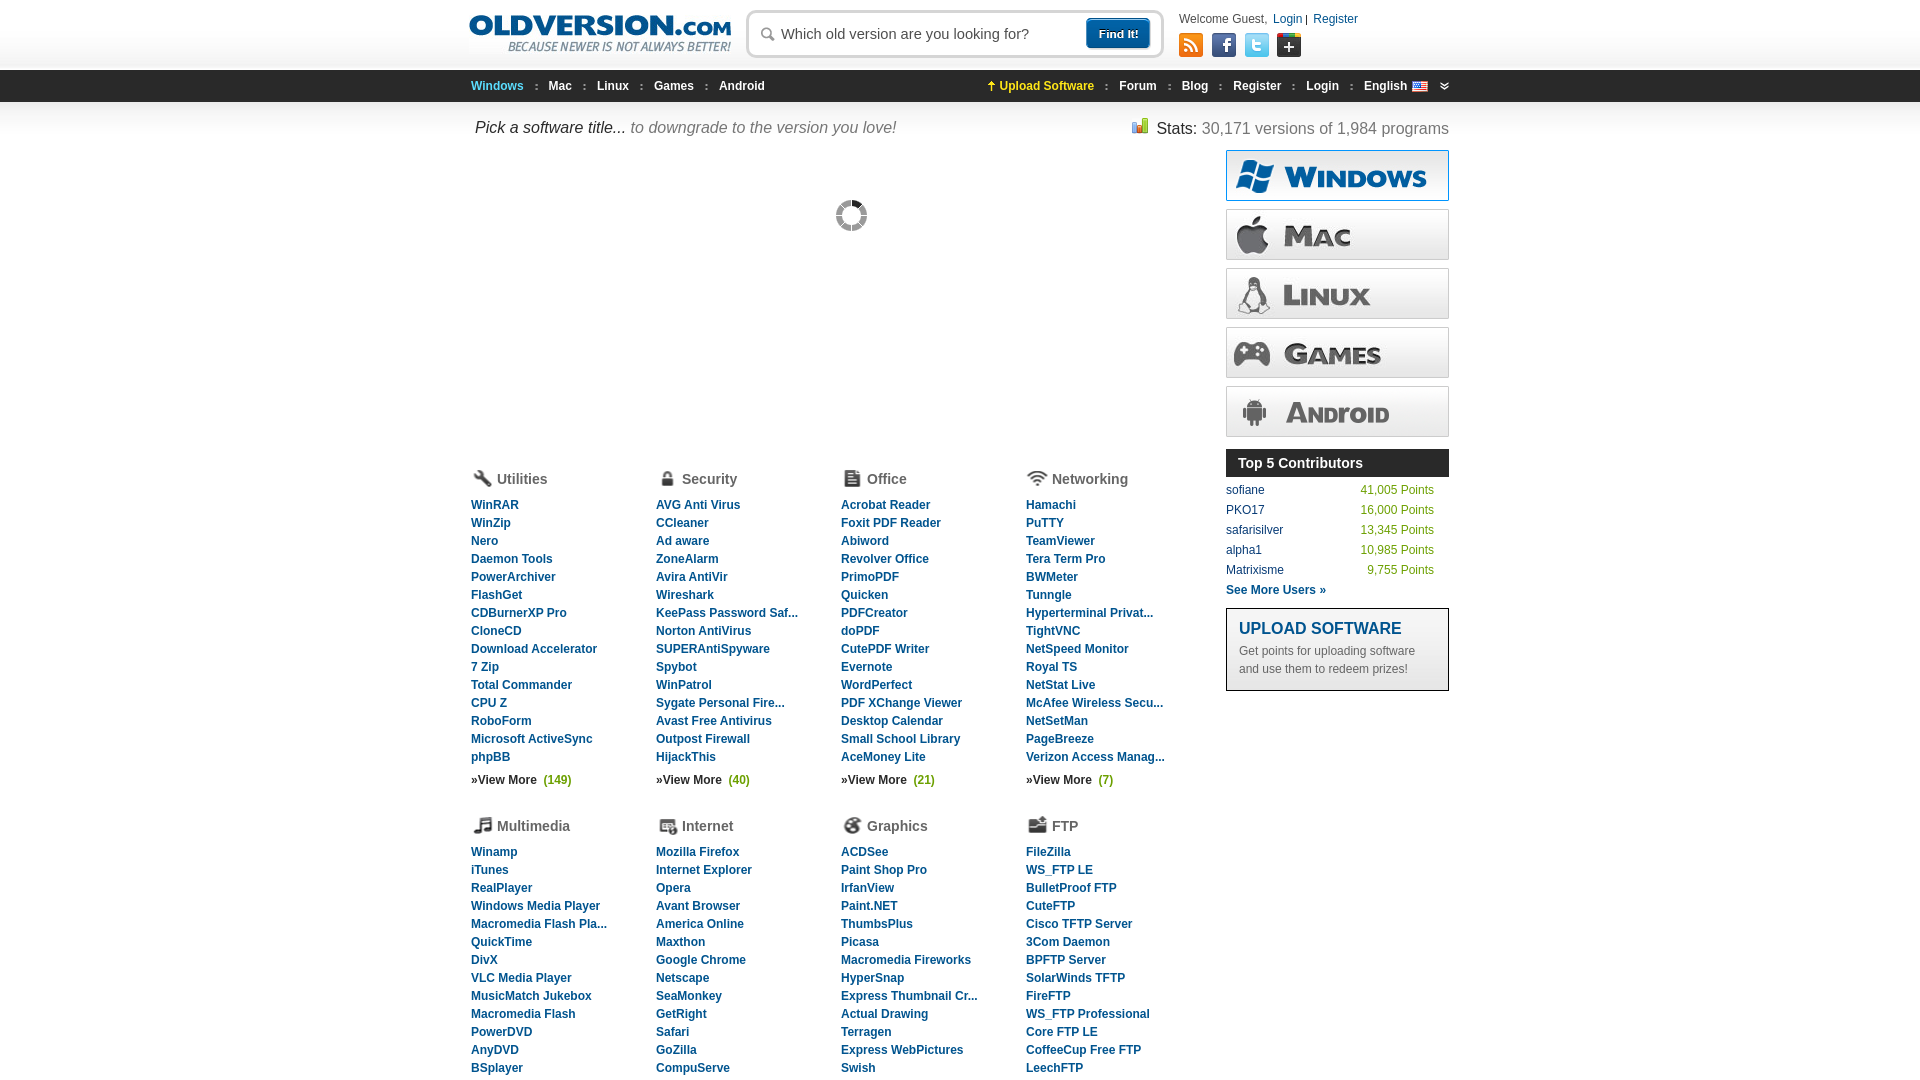 OLDVERSION.COM
BECAUSE NEWER IS NOT ALWAYS BETTER!
Which old version are you looking for?
Find It!
Welcome Guest, Login | Register
Windows : Mac : Linux : Games : Android
Upload Software : Forum : Blog : Register : Login : English
Pick a software title... to downgrade to the version you love!
Stats: 30,171 versions of 1,984 programs
WINDOWS
MAC
LINUX
GAMES
ANDROID
Utilities
WinRAR
WinZip
Nero
Daemon Tools
PowerArchiver
FlashGet
CDBurnerXP Pro
CloneCD
Download Accelerator
7 Zip
Total Commander
CPU Z
RoboForm
Microsoft ActiveSync
phpBB
»View More (149)
Security
AVG Anti Virus
CCleaner
Ad aware
ZoneAlarm
Avira AntiVir
Wireshark
KeePass Password Saf...
Norton AntiVirus
SUPERAntiSpyware
Spybot
WinPatrol
Sygate Personal Fire...
Avast Free Antivirus
Outpost Firewall
HijackThis
»View More (40)
Office
Acrobat Reader
Foxit PDF Reader
Abiword
Revolver Office
PrimoPDF
Quicken
PDFCreator
doPDF
CutePDF Writer
Evernote
WordPerfect
PDF XChange Viewer
Desktop Calendar
Small School Library
AceMoney Lite
»View More (21)
Networking
Hamachi
PuTTY
TeamViewer
Tera Term Pro
BWMeter
Tunngle
Hyperterminal Privat...
TightVNC
NetSpeed Monitor
Royal TS
NetStat Live
McAfee Wireless Secu...
NetSetMan
PageBreeze
Verizon Access Manag...
»View More (7)
Top 5 Contributors
sofiane 41,005 Points
PKO17 16,000 Points
safarisilver 13,345 Points
alpha1 10,985 Points
Matrixisme 9,755 Points
See More Users »
UPLOAD SOFTWARE
Get points for uploading software
and use them to redeem prizes!
Multimedia
Winamp
iTunes
RealPlayer
Windows Media Player
Macromedia Flash Pla...
QuickTime
DivX
VLC Media Player
MusicMatch Jukebox
Macromedia Flash
PowerDVD
AnyDVD
BSplayer
Internet
Mozilla Firefox
Internet Explorer
Opera
Avant Browser
America Online
Maxthon
Google Chrome
Netscape
SeaMonkey
GetRight
Safari
GoZilla
CompuServe
Graphics
ACDSee
Paint Shop Pro
IrfanView
Paint.NET
ThumbsPlus
Picasa
Macromedia Fireworks
HyperSnap
Express Thumbnail Cr...
Actual Drawing
Terragen
Express WebPictures
Swish
FTP
FileZilla
WS_FTP LE
BulletProof FTP
CuteFTP
Cisco TFTP Server
3Com Daemon
BPFTP Server
SolarWinds TFTP
FireFTP
WS_FTP Professional
Core FTP LE
CoffeeCup Free FTP
LeechFTP